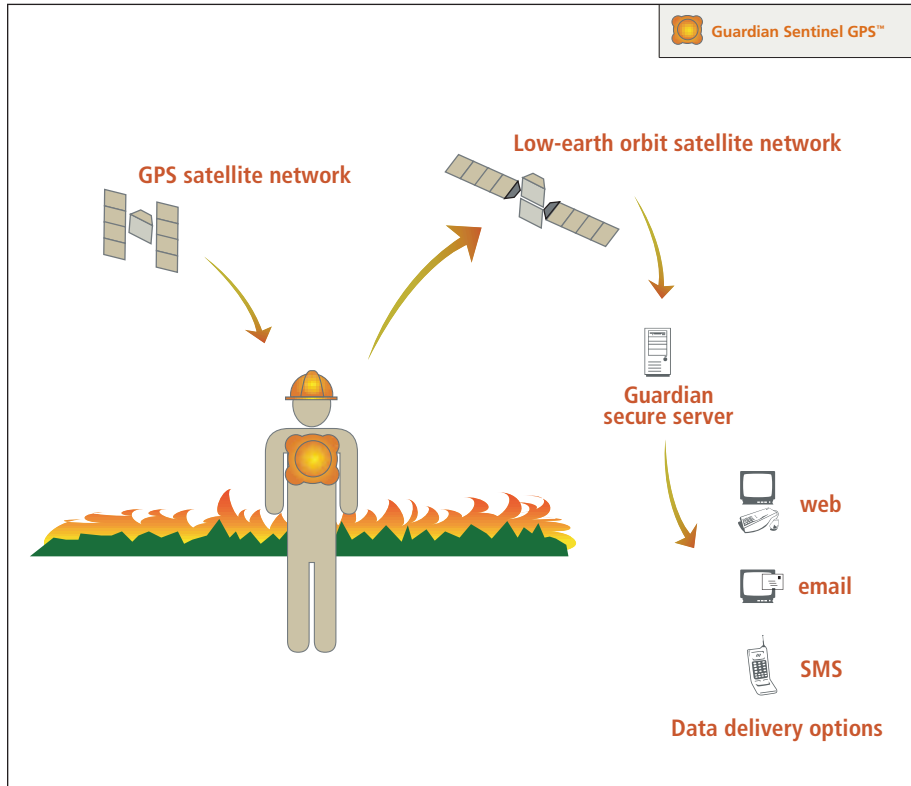 Guardian Sentinel GPS™
Low-earth orbit satellite network
GPS satellite network
Guardian
secure server
web
email
SMS
Data delivery options